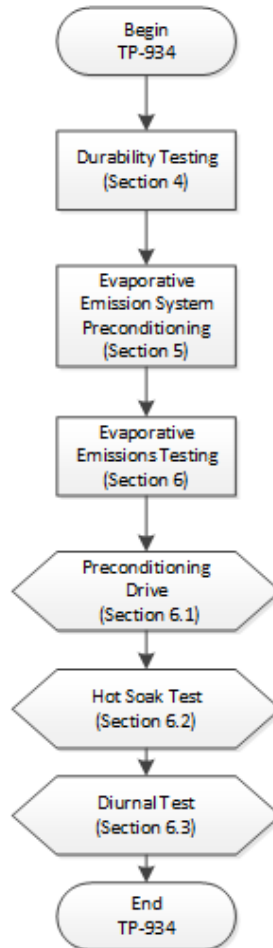 Begin
TP-934
Durability Testing
(Section 4)
Evaporative
Emission System
Preconditioning
(Section 5)
Evaporative
Emissions Testing
(Section 6)
Preconditioning
Drive
(Section 6.1)
Hot Soak Test
(Section 6.2)
Diurnal Test
(Section 6.3)
End
TP-934